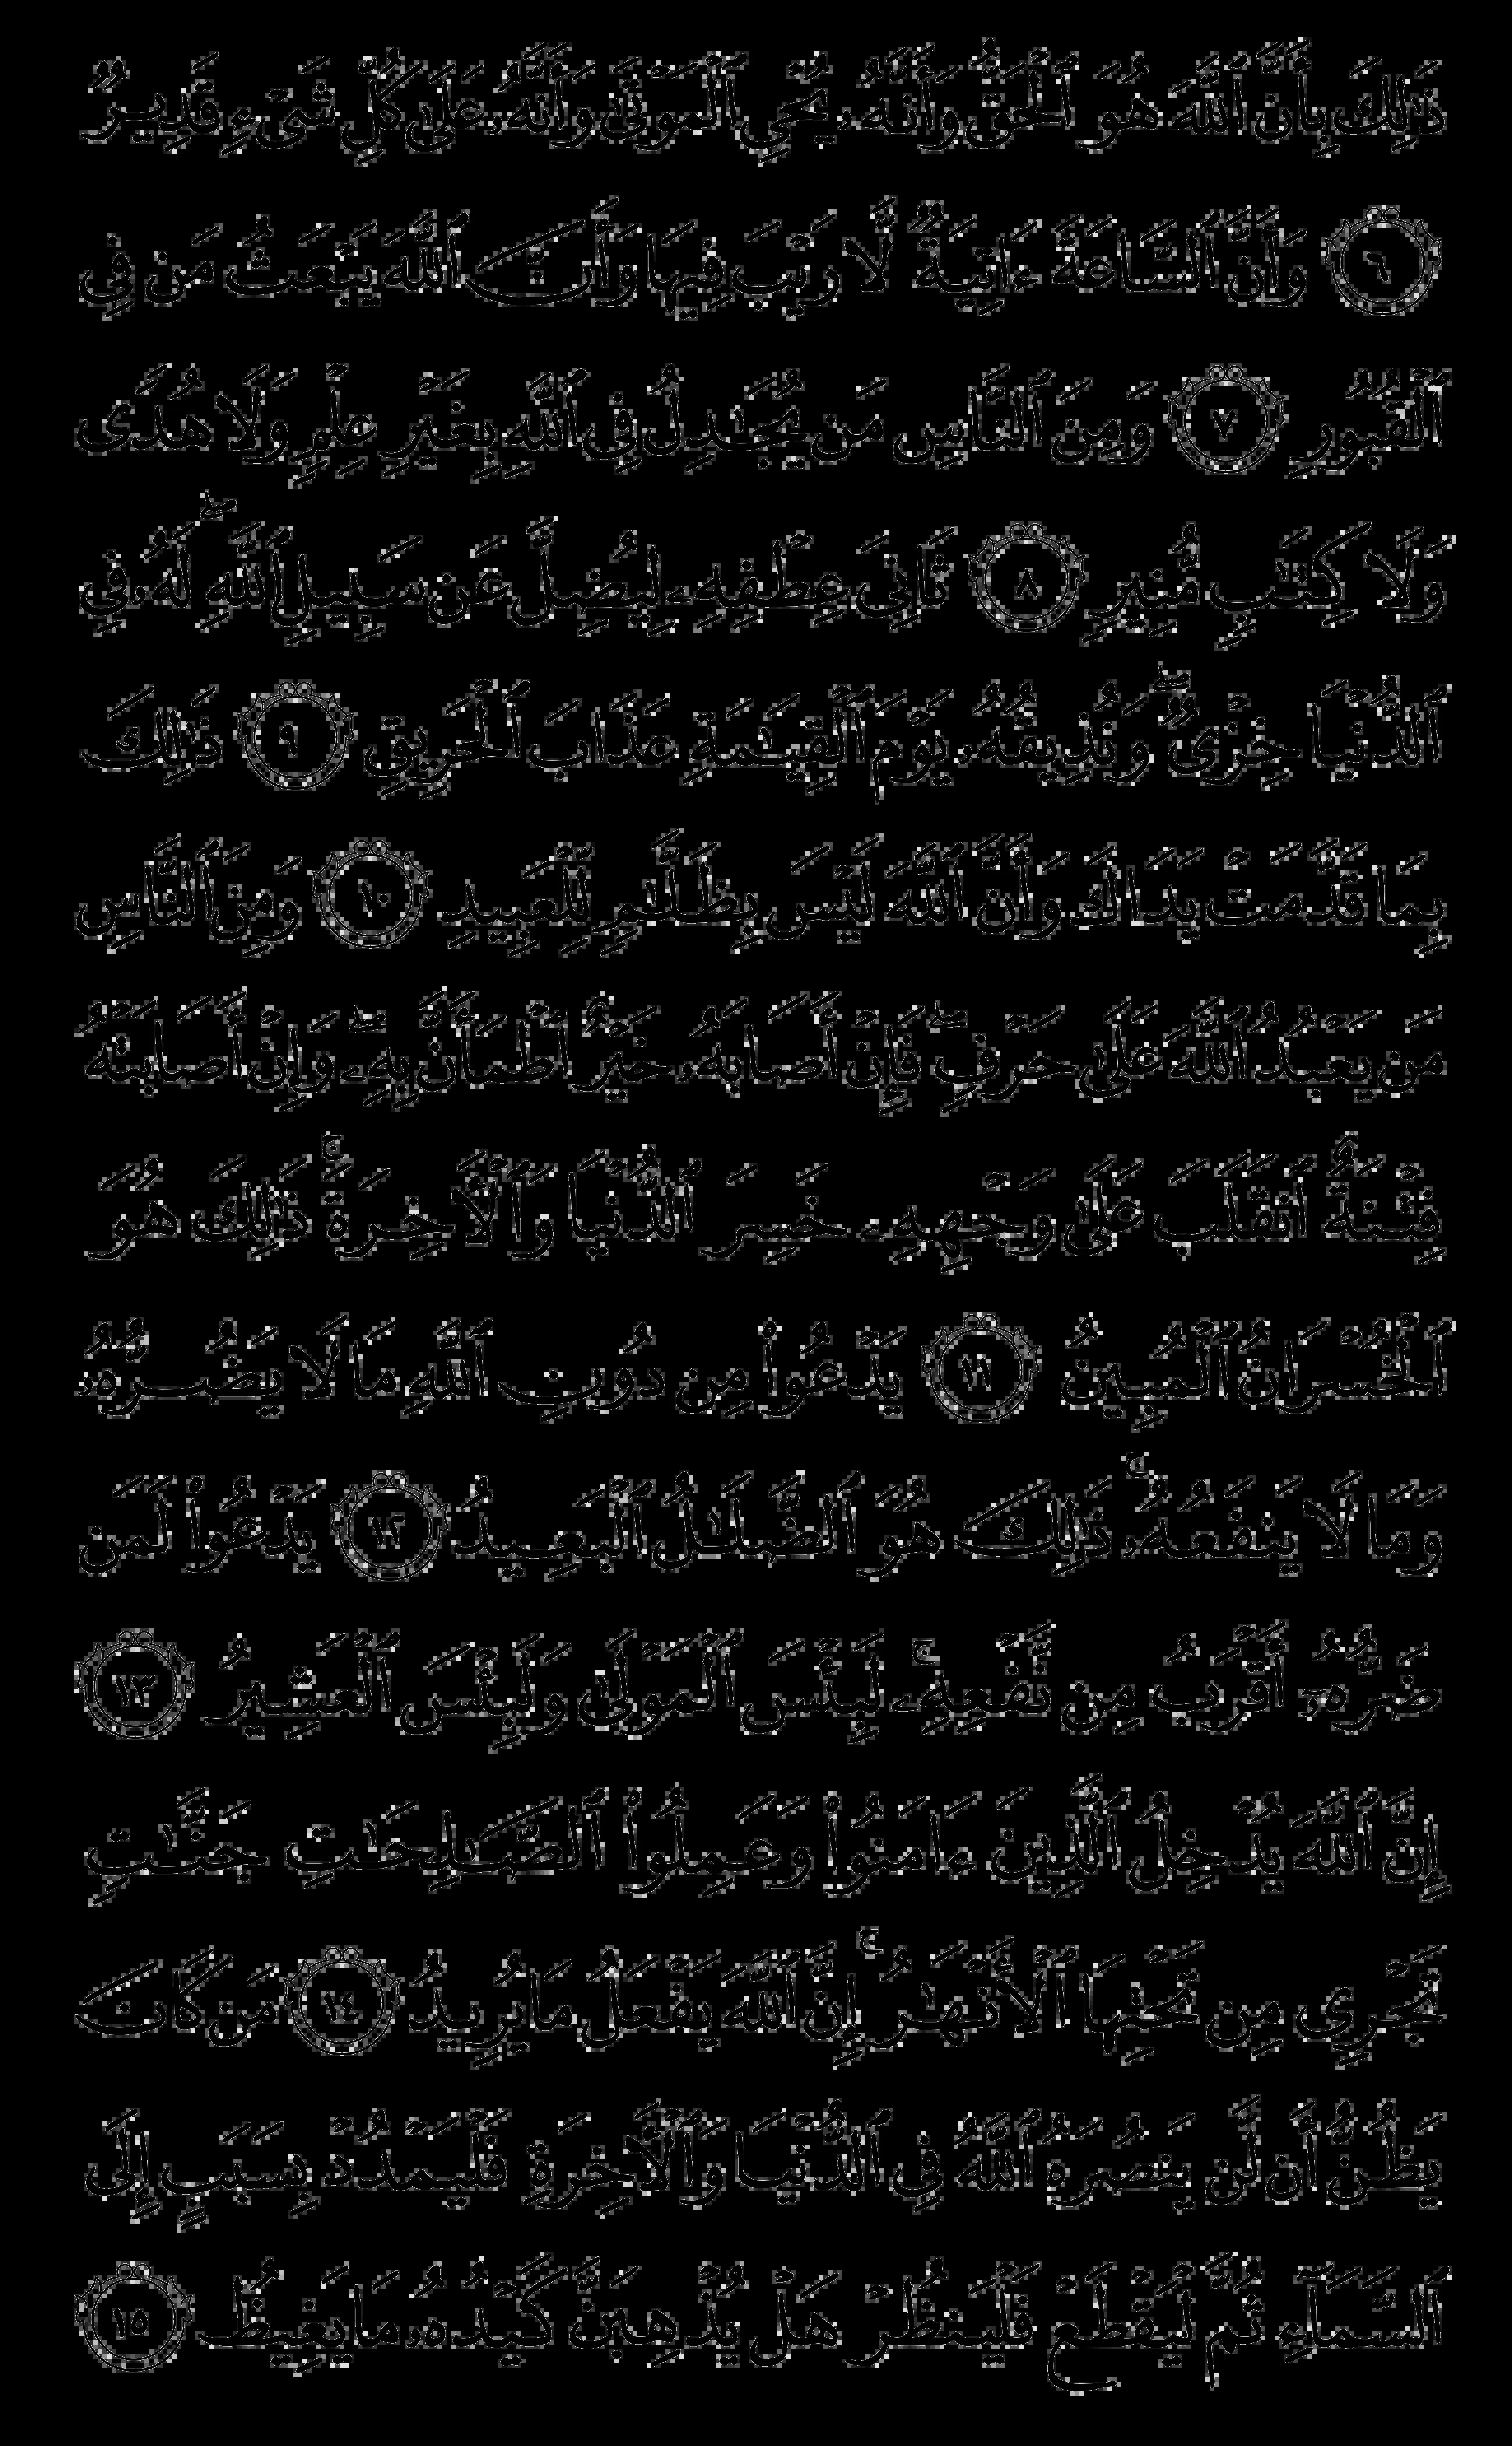 ذَٰلِكَ بِأَنَّ ٱللَّهَ هُوَ ٱلْحَقُّ وَأَنَّهُۥ يُحْىِ ٱلْمَوْتَىٰ وَأَنَّهُۥ عَلَىٰ كُلِّ شَىْءٍ قَدِيرٌ
٦ وَأَنَّ ٱلسَّاعَةَ ءَاتِيَةٌ لَّا رَيْبَ فِيهَا وَأَنَّ ٱللَّهَ يَبْعَثُ مَن فِى
ٱلْقُبُورِ ٧ وَمِنَ ٱلنَّاسِ مَن يُجَٰدِلُ فِى ٱللَّهِ بِغَيْرِ عِلْمٍ وَلَا هُدًى
وَلَا كِتَٰبٍ مُّنِيرٍ ٨ ثَانِىَ عِطْفِهِۦ لِيُضِلَّ عَن سَبِيلِ ٱللَّهِ ۖ لَهُۥ فِى
ٱلدُّنْيَا خِزْىٌ ۖ وَنُذِيقُهُۥ يَوْمَ ٱلْقِيَٰمَةِ عَذَابَ ٱلْحَرِيقِ ٩ ذَٰلِكَ
بِمَا قَدَّمَتْ يَدَاكَ وَأَنَّ ٱللَّهَ لَيْسَ بِظَلَّٰمٍ لِّلْعَبِيدِ ١٠ وَمِنَ ٱلنَّاسِ
مَن يَعْبُدُ ٱللَّهَ عَلَىٰ حَرْفٍ ۖ فَإِنْ أَصَابَهُۥ خَيْرٌ ٱطْمَأَنَّ بِهِۦ ۖ وَإِنْ أَصَابَتْهُ
فِتْنَةٌ ٱنقَلَبَ عَلَىٰ وَجْهِهِۦ خَسِرَ ٱلدُّنْيَا وَٱلْءَاخِرَةَ ۚ ذَٰلِكَ هُوَ
ٱلْخُسْرَانُ ٱلْمُبِينُ ١١ يَدْعُوا۟ مِن دُونِ ٱللَّهِ مَا لَا يَضُرُّهُۥ
وَمَا لَا يَنفَعُهُۥ ۚ ذَٰلِكَ هُوَ ٱلضَّلَٰلُ ٱلْبَعِيدُ ١٢ يَدْعُوا۟ لَمَن
ضَرُّهُۥٓ أَقْرَبُ مِن نَّفْعِهِۦ ۚ لَبِئْسَ ٱلْمَوْلَىٰ وَلَبِئْسَ ٱلْعَشِيرُ ١٣
إِنَّ ٱللَّهَ يُدْخِلُ ٱلَّذِينَ ءَامَنُوا۟ وَعَمِلُوا۟ ٱلصَّٰلِحَٰتِ جَنَّٰتٍ
تَجْرِى مِن تَحْتِهَا ٱلْأَنْهَٰرُ ۚ إِنَّ ٱللَّهَ يَفْعَلُ مَا يُرِيدُ ١٤ مَن كَانَ
يَظُنُّ أَن لَّن يَنصُرَهُ ٱللَّهُ فِى ٱلدُّنْيَا وَٱلْءَاخِرَةِ فَلْيَمْدُدْ بِسَبَبٍ إِلَى
ٱلسَّمَآءِ ثُمَّ لْيَقْطَعْ فَلْيَنظُرْ هَلْ يُذْهِبَنَّ كَيْدُهُۥ مَا يَغِيظُ ١٥